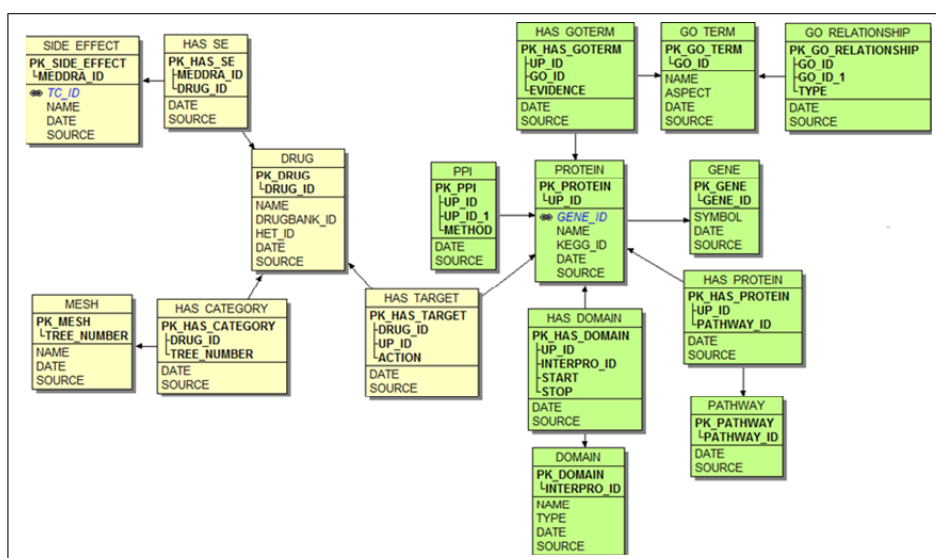 SIDE EFFECT
PK_SIDE_EFFECT
MEDDRA_ID
TC_ID
NAME
DATE
SOURCE
HAS SE
PK_HAS_SE
MEDDRA_ID
DRUG_ID
DATE
SOURCE
HAS GOTERM
PK_HAS_GOTERM
UP_ID
GO_ID
EVIDENCE
DATE
SOURCE
GO TERM
PK_GO_TERM
GO_ID
NAME
ASPECT
DATE
SOURCE
GO RELATIONSHIP
PK_GO_RELATIONSHIP
GO_ID
GO_ID_1
TYPE
DATE
SOURCE
DRUG
PK_DRUG
DRUG_ID
NAME
DRUGBANK_ID
HET_ID
DATE
SOURCE
PPI
PK_PPI
UP_ID
UP_ID_1
METHOD
DATE
SOURCE
PROTEIN
PK_PROTEIN
UP_ID
GENE_ID
NAME
KEGG_ID
DATE
SOURCE
GENE
PK_GENE
GENE_ID
SYMBOL
DATE
SOURCE
MESH
PK_MESH
TREE_NUMBER
NAME
DATE
SOURCE
HAS CATEGORY
PK_HAS_CATEGORY
DRUG_ID
TREE_NUMBER
DATE
SOURCE
HAS TARGET
PK_HAS_TARGET
DRUG_ID
UP_ID
ACTION
DATE
SOURCE
HAS DOMAIN
PK_HAS_DOMAIN
UP_ID
INTERPRO_ID
START
STOP
DATE
SOURCE
HAS PROTEIN
PK_HAS_PROTEIN
UP_ID
PATHWAY_ID
DATE
SOURCE
PATHWAY
PK_PATHWAY
PATHWAY_ID
DATE
SOURCE
DOMAIN
PK_DOMAIN
INTERPRO_ID
NAME
TYPE
DATE
SOURCE